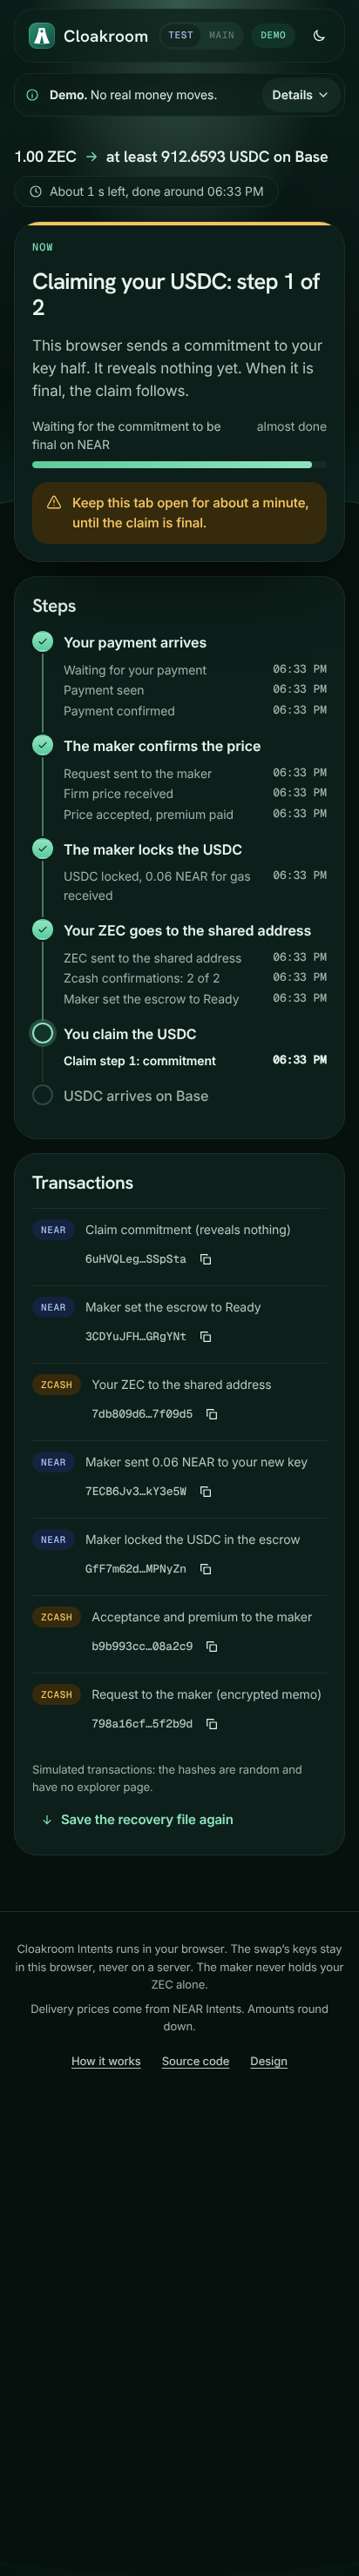 Cloakroom TEST MAIN DEMO
Demo. No real money moves. Details
1.00 ZEC → at least 912.6593 USDC on Base
About 1 s left, done around 06:33 PM
NOW
Claiming your USDC: step 1 of
2
This browser sends a commitment to your
key half. It reveals nothing yet. When it is
final, the claim follows.
Waiting for the commitment to be almost done
final on NEAR
Keep this tab open for about a minute,
until the claim is final.
Steps
Your payment arrives
Waiting for your payment 06:33 PM
Payment seen 06:33 PM
Payment confirmed 06:33 PM
The maker confirms the price
Request sent to the maker 06:33 PM
Firm price received 06:33 PM
Price accepted, premium paid 06:33 PM
The maker locks the USDC
USDC locked, 0.06 NEAR for gas 06:33 PM
received
Your ZEC goes to the shared address
ZEC sent to the shared address 06:33 PM
Zcash confirmations: 2 of 2 06:33 PM
Maker set the escrow to Ready 06:33 PM
You claim the USDC
Claim step 1: commitment 06:33 PM
USDC arrives on Base
Transactions
NEAR Claim commitment (reveals nothing)
6uHVQLeg…SSpSta
NEAR Maker set the escrow to Ready
3CDYuJFH…GRgYNt
ZCASH Your ZEC to the shared address
7db809d6…7f09d5
NEAR Maker sent 0.06 NEAR to your new key
7ECB6Jv3…kY3e5W
NEAR Maker locked the USDC in the escrow
GfF7m62d…MPNyZn
ZCASH Acceptance and premium to the maker
b9b993cc…08a2c9
ZCASH Request to the maker (encrypted memo)
798a16cf…5f2b9d
Simulated transactions: the hashes are random and
have no explorer page.
↓ Save the recovery file again
Cloakroom Intents runs in your browser. The swap's keys stay
in this browser, never on a server. The maker never holds your
ZEC alone.
Delivery prices come from NEAR Intents. Amounts round
down.
How it works Source code Design